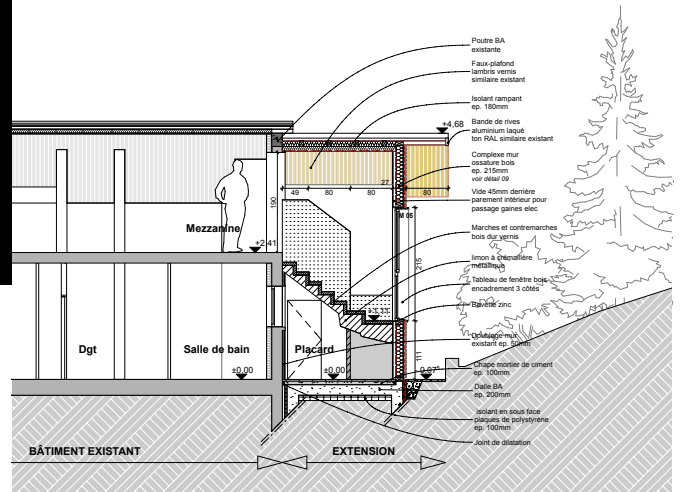 Poutre BA
existante
Faux-plafond
lambris vernis
similaire existant
Isolant rampant
ep. 180mm
+4,68
Bande de rives
aluminium laqué
ton RAL similaire existant
Complexe mur
ossature bois
ep. 215mm
voir détail 09
27
49
80
80
80
Vide 45mm derrière
parement intérieur pour
passage gaines elec
190
M 05
Mezzanine
Marches et contremarches
bois dur vernis
+2,41
215
limon à crémaillère
métallique
Tableau de fenêtre bois
encadrement 3 côtés
Bavette zinc
Doublage mur
existant ep. 50mm
Dgt
Salle de bain
Placard
111
Chape mortier de ciment
ep. 100mm
±0,00
±0,00
Dalle BA
ep. 200mm
isolant en sous face
plaques de polystyrène
ep. 100mm
Joint de dilatation
BÂTIMENT EXISTANT
EXTENSION